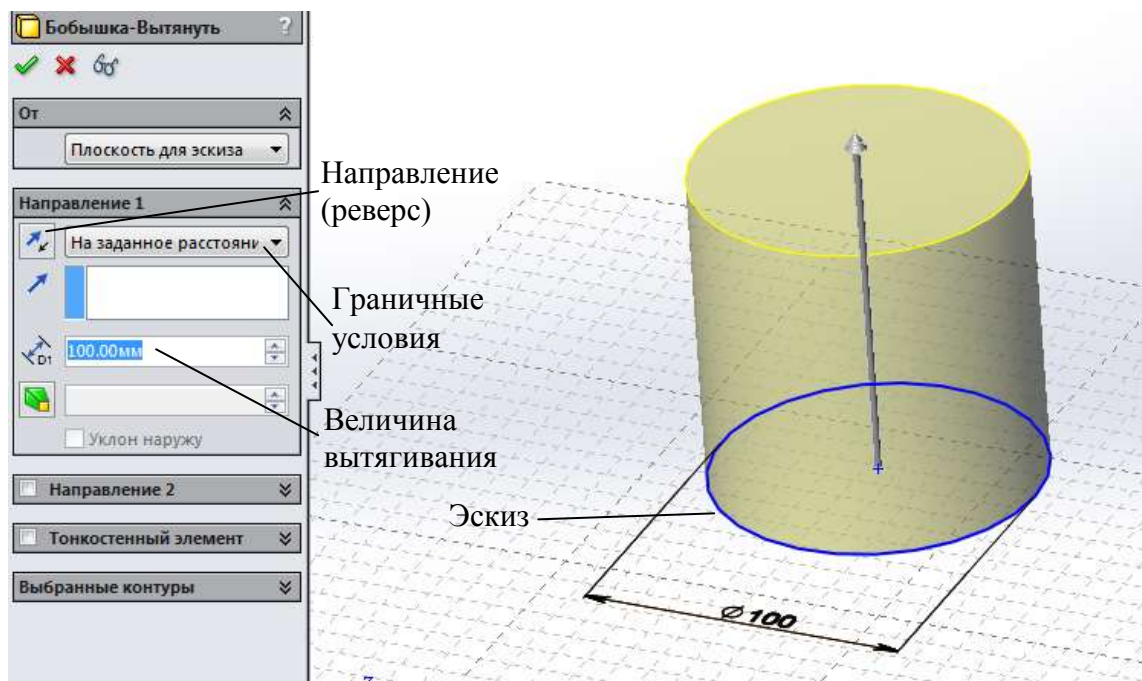 Бобышка-Вытянуть ?
От
Плоскость для эскиза
Направление 1
На заданное расстояни
D1 100.00мм
Уклон наружу
Направление 2
Тонкостенный элемент
Выбранные контуры
Направление
(реверс)
Граничные
условия
Величина
вытягивания
Эскиз
Ø100